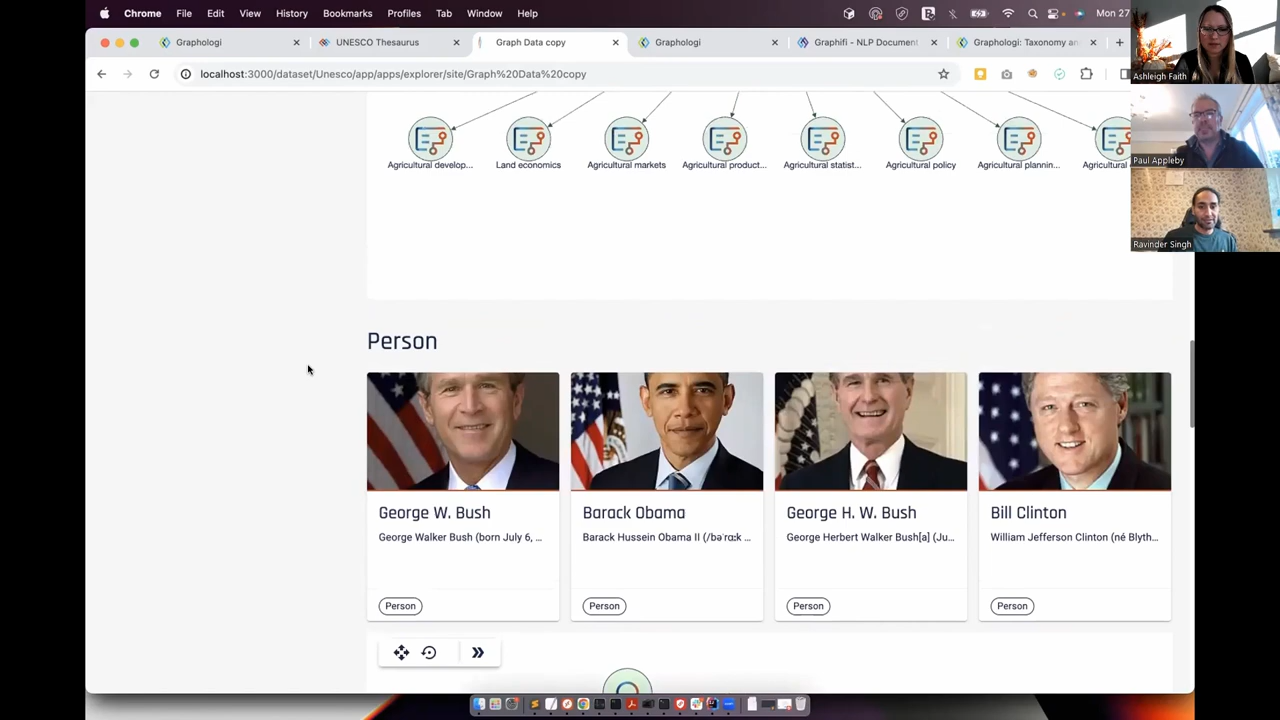 Chrome File Edit View History Bookmarks Profiles Tab Window Help Mon 27
Graphologi
UNESCO Thesaurus
Graph Data copy
Graphologi
Graphifi - NLP Document
Graphologi: Taxonomy an
localhost:3000/dataset/Unesco/app/apps/explorer/site/Graph%20Data%20copy
Ashleigh Faith
Paul Appleby
Ravinder Singh
Agricultural develop...
Land economics
Agricultural markets
Agricultural product...
Agricultural statist...
Agricultural policy
Agricultural plannin...
Agricultural
Person
George W. Bush
George Walker Bush (born July 6, ...
Person
Barack Obama
Barack Hussein Obama II (/bəˈrɑːk ...
Person
George H. W. Bush
George Herbert Walker Bush[a] (Ju...
Person
Bill Clinton
William Jefferson Clinton (né Blyth...
Person